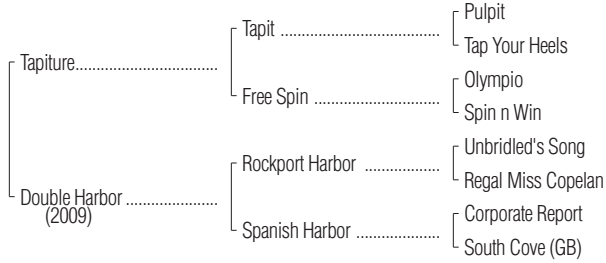 Pulpit
Tapit
Tap Your Heels
Tapiture
Olympio
Free Spin
Spin n Win
Unbridled's Song
Rockport Harbor
Regal Miss Copelan
Double Harbor
(2009)
Corporate Report
Spanish Harbor
South Cove (GB)